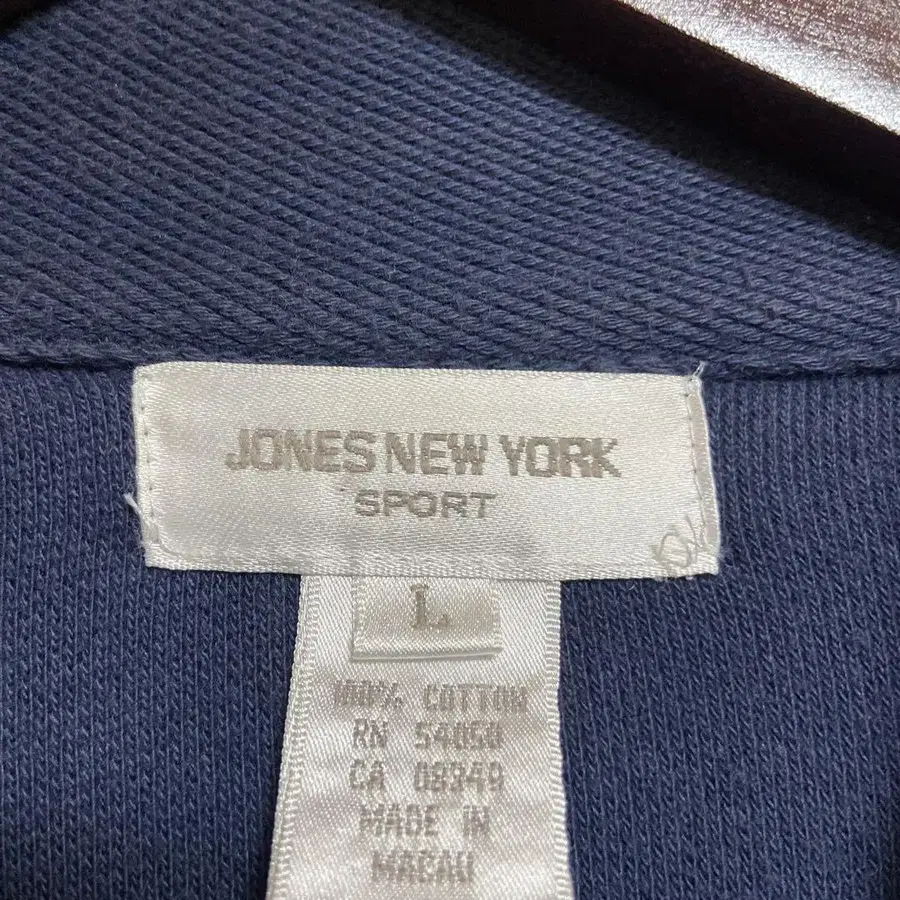 JONES NEW YORK
SPORT
L
100% COTTON
RN 54050
CA 08349
MADE IN
MACAU